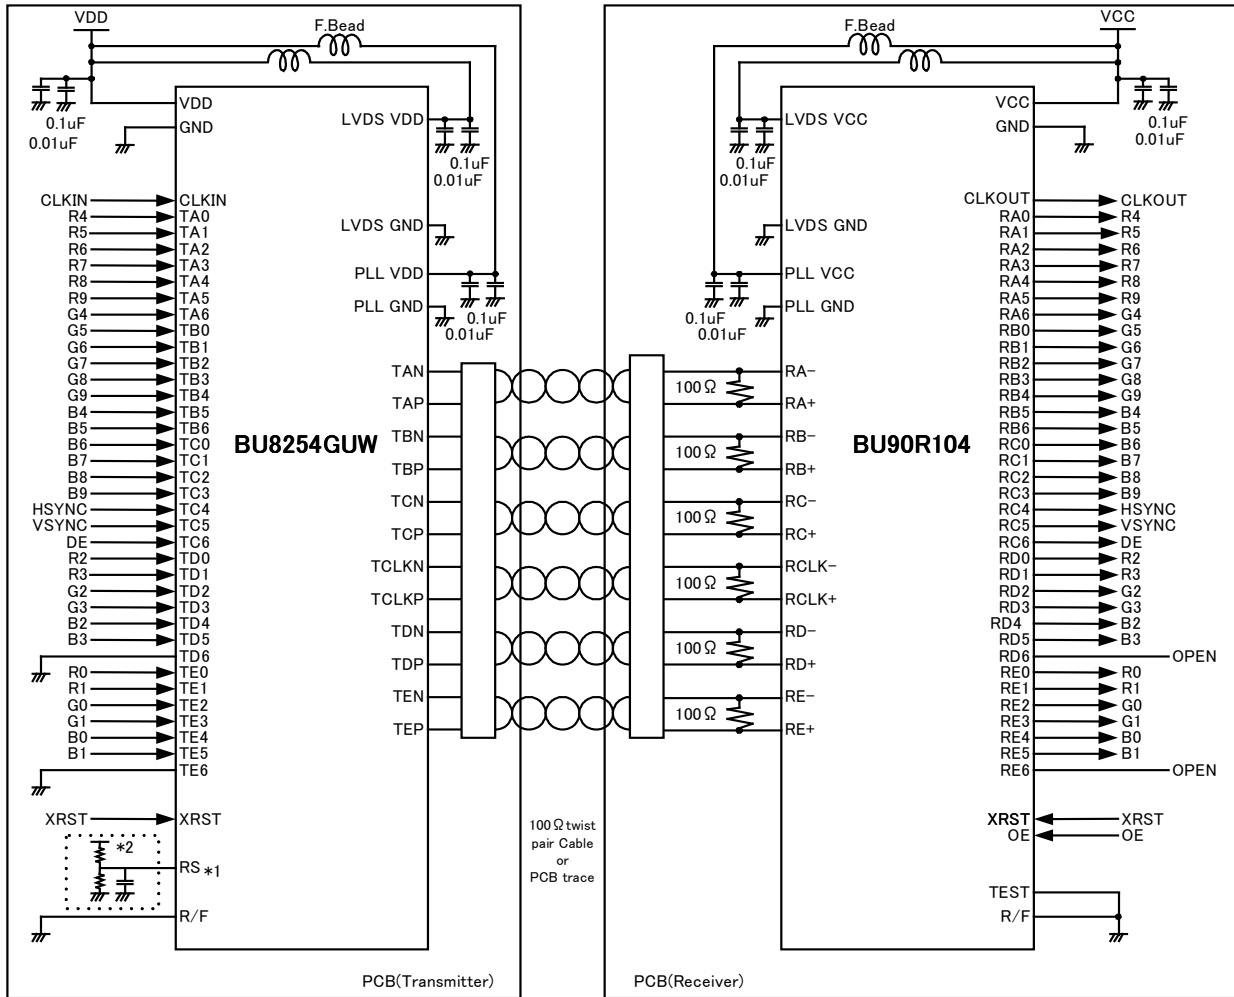 VDD
F.Bead
F.Bead
VCC
VDD
0.1uF
GND
0.01uF
LVDS VDD
0.1uF
0.01uF
LVDS VCC
0.1uF
0.01uF
VCC
0.1uF
GND
0.01uF
CLKIN CLKIN
R4 TA0
R5 TA1
R6 TA2
R7 TA3
R8 TA4
R9 TA5
G4 TA6
G5 TB0
G6 TB1
G7 TB2
G8 TB3
G9 TB4
B4 TB5
B5 TB6
B6 TC0
B7 TC1
B8 TC2
B9 TC3
HSYNC TC4
VSYNC TC5
DE TC6
R2 TD0
R3 TD1
G2 TD2
G3 TD3
B2 TD4
B3 TD5
TD6
R0 TE0
R1 TE1
G0 TE2
G1 TE3
B0 TE4
B1 TE5
TE6
XRST XRST
*2
RS *1
R/F
BU8254GUW
LVDS GND
PLL VDD
PLL GND
0.1uF
0.01uF
TAN
TAP
TBN
TBP
TCN
TCP
TCLKN
TCLKP
TDN
TDP
TEN
TEP
PCB(Transmitter)
100Ωtwist
pair Cable
or
PCB trace
LVDS GND
PLL VCC
0.1uF
PLL GND
0.01uF
RA-
100Ω
RA+
RB-
100Ω
RB+
RC-
100Ω
RC+
RCLK-
100Ω
RCLK+
RD-
100Ω
RD+
RE-
100Ω
RE+
BU90R104
CLKOUT CLKOUT
RA0 R4
RA1 R5
RA2 R6
RA3 R7
RA4 R8
RA5 R9
RA6 G4
RB0 G5
RB1 G6
RB2 G7
RB3 G8
RB4 G9
RB5 B4
RB6 B5
RC0 B6
RC1 B7
RC2 B8
RC3 B9
RC4 HSYNC
RC5 VSYNC
RC6 DE
RD0 R2
RD1 R3
RD2 G2
RD3 G3
RD4 B2
RD5 B3
RD6 OPEN
RE0 R0
RE1 R1
RE2 G0
RE3 G1
RE4 B0
RE5 B1
RE6 OPEN
XRST XRST
OE OE
TEST
R/F
PCB(Receiver)